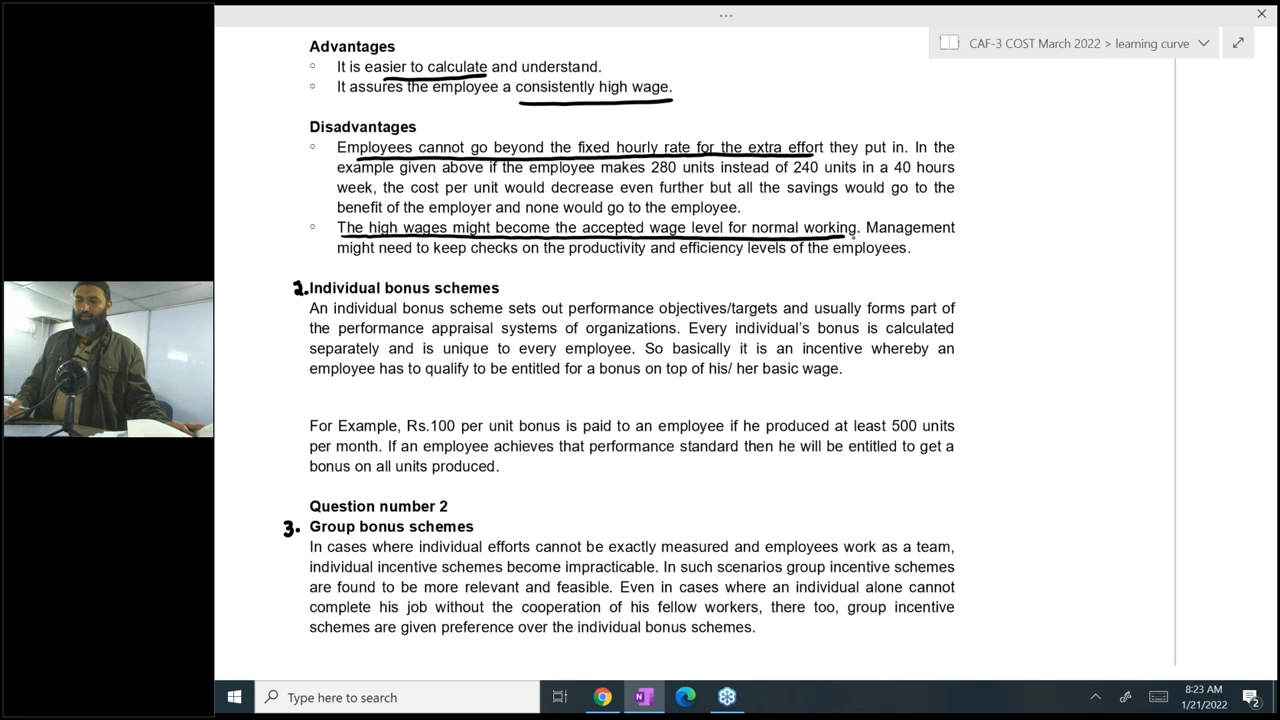 CAF-3 COST March 2022 > learning curve
Advantages
It is easier to calculate and understand.
It assures the employee a consistently high wage.
Disadvantages
Employees cannot go beyond the fixed hourly rate for the extra effort they put in. In the
example given above if the employee makes 280 units instead of 240 units in a 40 hours
week, the cost per unit would decrease even further but all the savings would go to the
benefit of the employer and none would go to the employee.
The high wages might become the accepted wage level for normal working. Management
might need to keep checks on the productivity and efficiency levels of the employees.
2. Individual bonus schemes
An individual bonus scheme sets out performance objectives/targets and usually forms part of
the performance appraisal systems of organizations. Every individual's bonus is calculated
separately and is unique to every employee. So basically it is an incentive whereby an
employee has to qualify to be entitled for a bonus on top of his/ her basic wage.
For Example, Rs.100 per unit bonus is paid to an employee if he produced at least 500 units
per month. If an employee achieves that performance standard then he will be entitled to get a
bonus on all units produced.
Question number 2
3. Group bonus schemes
In cases where individual efforts cannot be exactly measured and employees work as a team,
individual incentive schemes become impracticable. In such scenarios group incentive schemes
are found to be more relevant and feasible. Even in cases where an individual alone cannot
complete his job without the cooperation of his fellow workers, there too, group incentive
schemes are given preference over the individual bonus schemes.
Type here to search
8:23 AM
1/21/2022
2